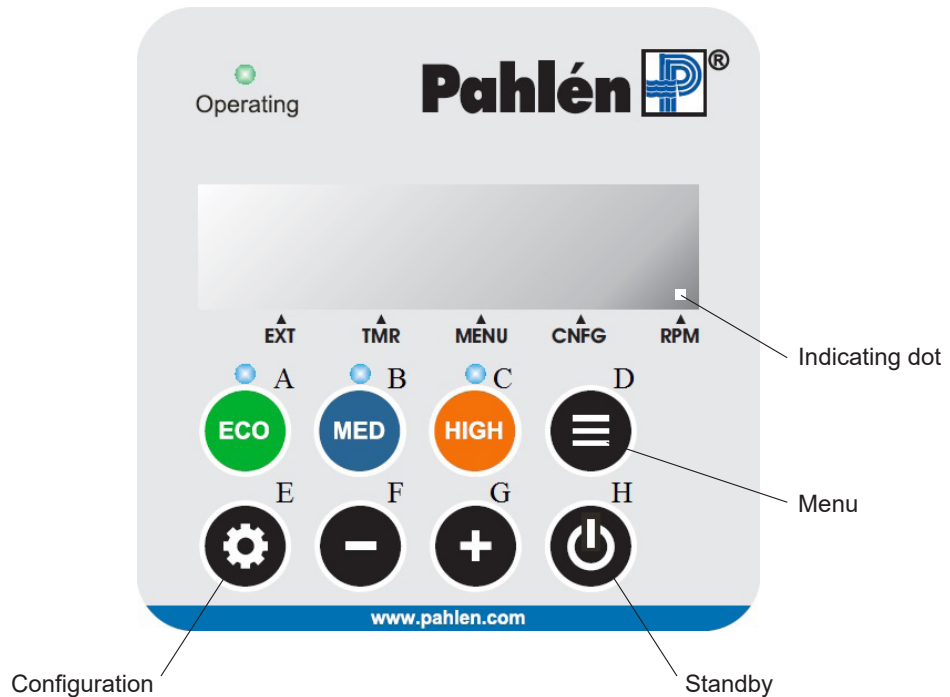 Pahlén®
Operating
EXT TMR MENU CNFG RPM
Indicating dot
A B C D
ECO MED HIGH
Menu
E F G H
www.pahlen.com
Configuration Standby